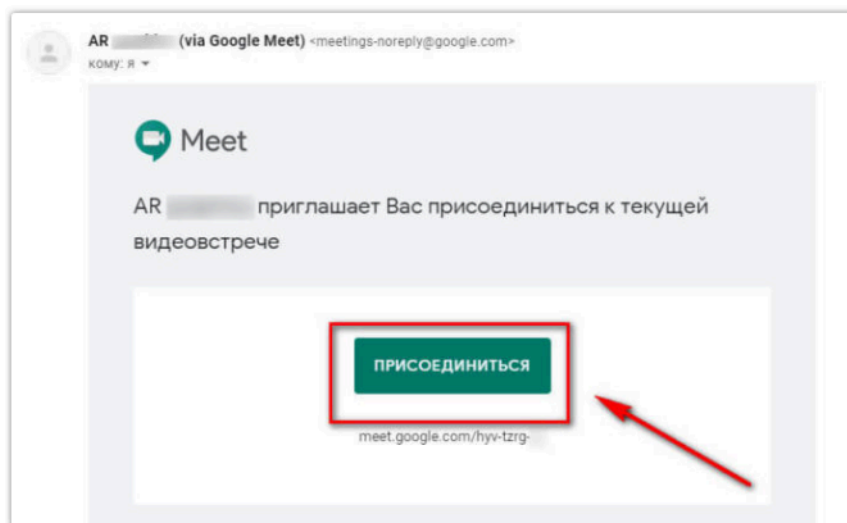 AR (via Google Meet) <meetings-noreply@google.com>
кому: я
Meet
AR приглашает Вас присоединиться к текущей
видеовстрече
ПРИСОЕДИНИТЬСЯ
meet.google.com/hyv-tzrg-